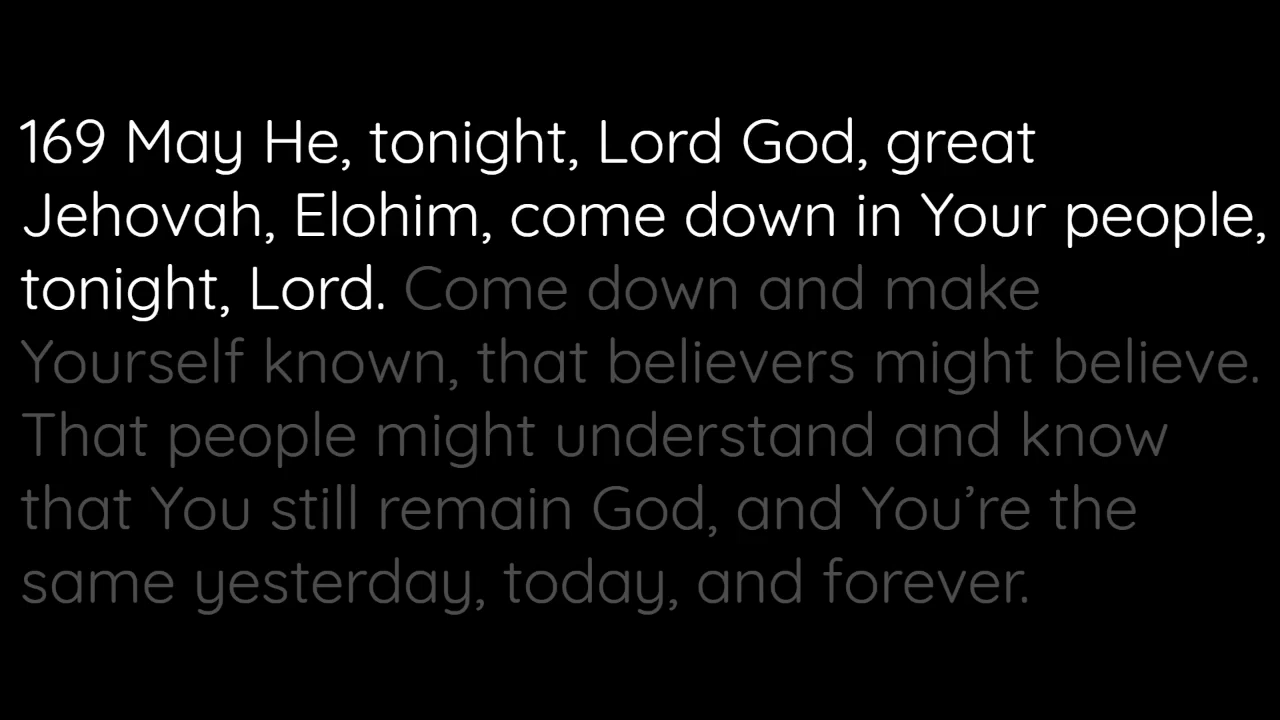 169 May He, tonight, Lord God, great
Jehovah, Elohim, come down in Your people,
tonight, Lord. Come down and make
Yourself known, that believers might believe.
That people might understand and know
that You still remain God, and You’re the
same yesterday, today, and forever.